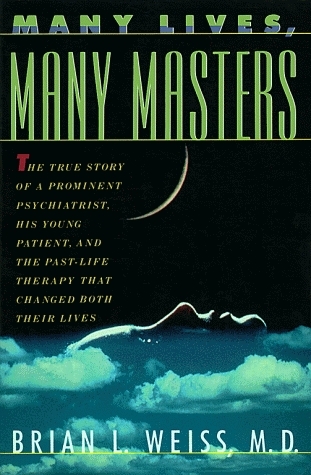 MANY LIVES,
MANY MASTERS
THE TRUE STORY
OF A PROMINENT
PSYCHIATRIST,
HIS YOUNG
PATIENT, AND
THE PAST-LIFE
THERAPY THAT
CHANGED BOTH
THEIR LIVES
BRIAN L. WEISS, M.D.